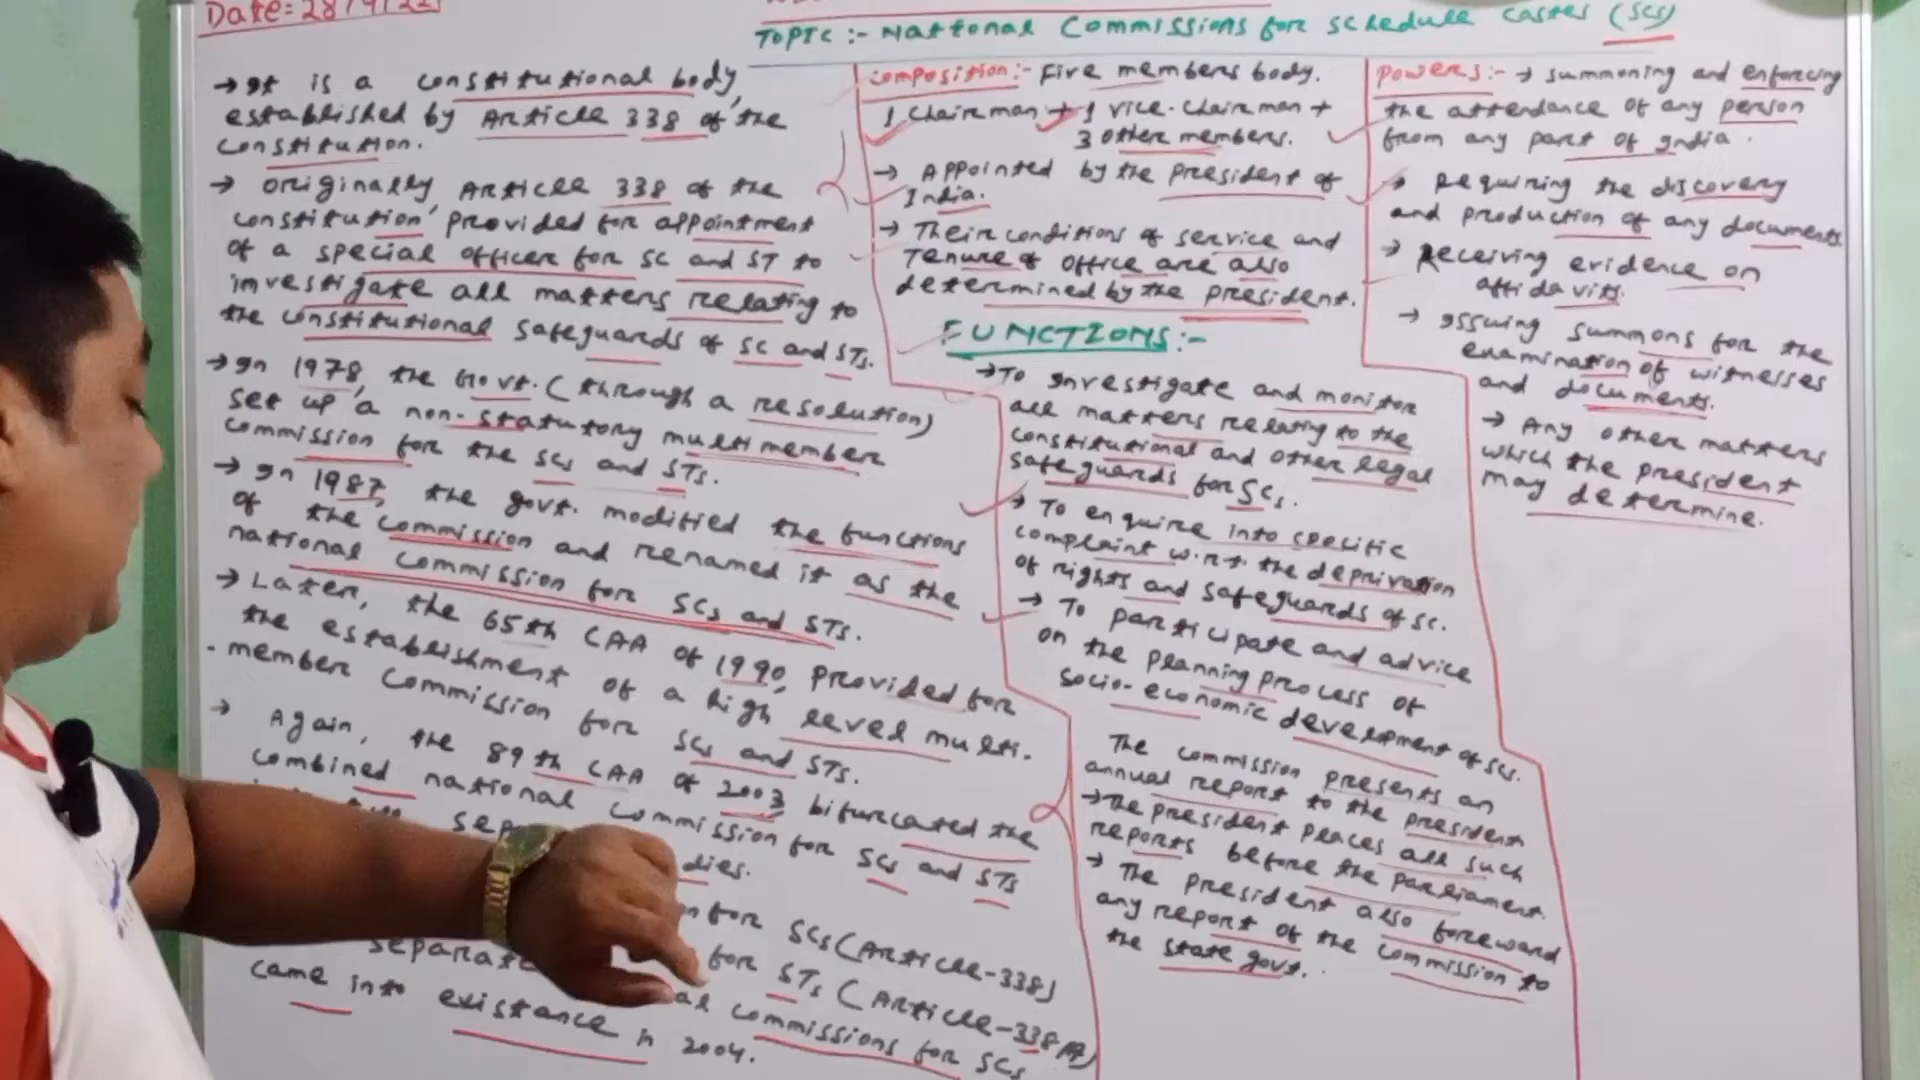 Date:- 28/9/22
TOPIC :- National Commissions for Schedule Castes (SCs)
→ It is a constitutional body,
established by Article 338 of the
constitution.
→ Originally, Article 338 of the
constitution, provided for appointment
of a special officer for SC and ST to
investigate all matters relating to
the constitutional safeguards of SC and STs.
→ In 1978, the Govt. (through a resolution)
set up a non-statutory multimember
commission for the SCs and STs.
→ In 1987, the govt. modified the functions
of the commission and renamed it as the
national commission for SCs and STs.
→ Later, the 65th CAA of 1990, provided for
the establishment of a high level multi-
member commission for SCs and STs.
→ Again, the 89th CAA of 2003 bifurcated the
combined national commission for SCs and STs
dies.
for SCs (Article-338)
for STs (Article-338A)
separate al commissions for SCs
came into existance in 2004.
Composition:- Five members body.
1 Chairman + 1 vice-chairman +
3 other members.
→ Appointed by the President of
India.
→ Their conditions of service and
Tenure of office are also
determined by the president.
FUNCTIONS:-
→ To investigate and monitor
all matters relating to the
constitutional and other legal
safeguards for SCs.
→ To enquire into specific
complaint w.r.t. the deprivation
of rights and safeguards of SC.
→ To participate and advice
on the planning process of
socio-economic development of SCs.
The commission presents an
annual report to the president
→ The president places all such
reports before the Parliament.
→ The president also foreward
any report of the commission to
the state govt.
Powers:- → summoning and enforcing
the attendance of any person
from any part of India.
→ Requiring the discovery
and production of any documents
→ Receiving evidence on
affidavits.
→ Issuing summons for the
examination of witnesses
and documents.
→ Any other matters
which the president
may determine.